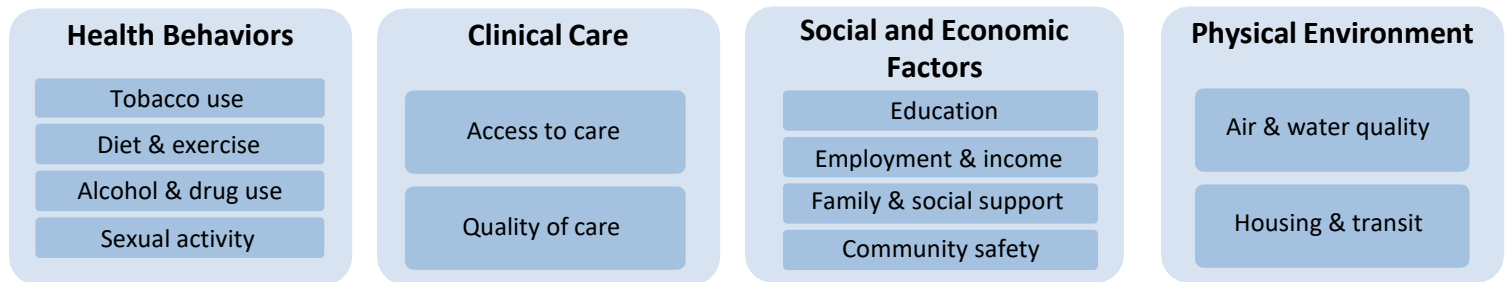 Health Behaviors
Tobacco use
Diet & exercise
Alcohol & drug use
Sexual activity
Clinical Care
Access to care
Quality of care
Social and Economic
Factors
Education
Employment & income
Family & social support
Community safety
Physical Environment
Air & water quality
Housing & transit